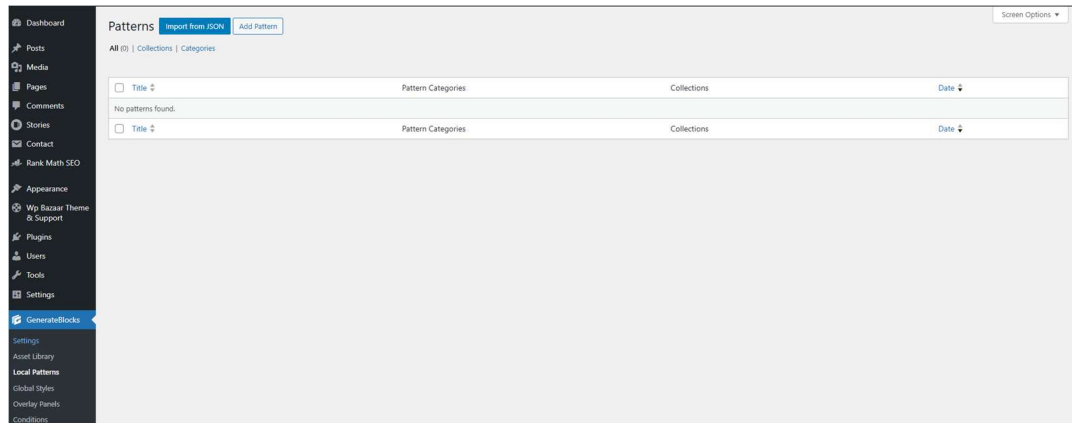 Screen Options
Dashboard
Posts
Media
Pages
Comments
Stories
Contact
Rank Math SEO
Appearance
Wp Bazaar Theme
& Support
Plugins
Users
Tools
Settings
GenerateBlocks
Settings
Asset Library
Local Patterns
Global Styles
Overlay Panels
Conditions
Patterns Import from JSON Add Pattern
All (0) | Collections | Categories
Title Pattern Categories Collections Date
No patterns found.
Title Pattern Categories Collections Date